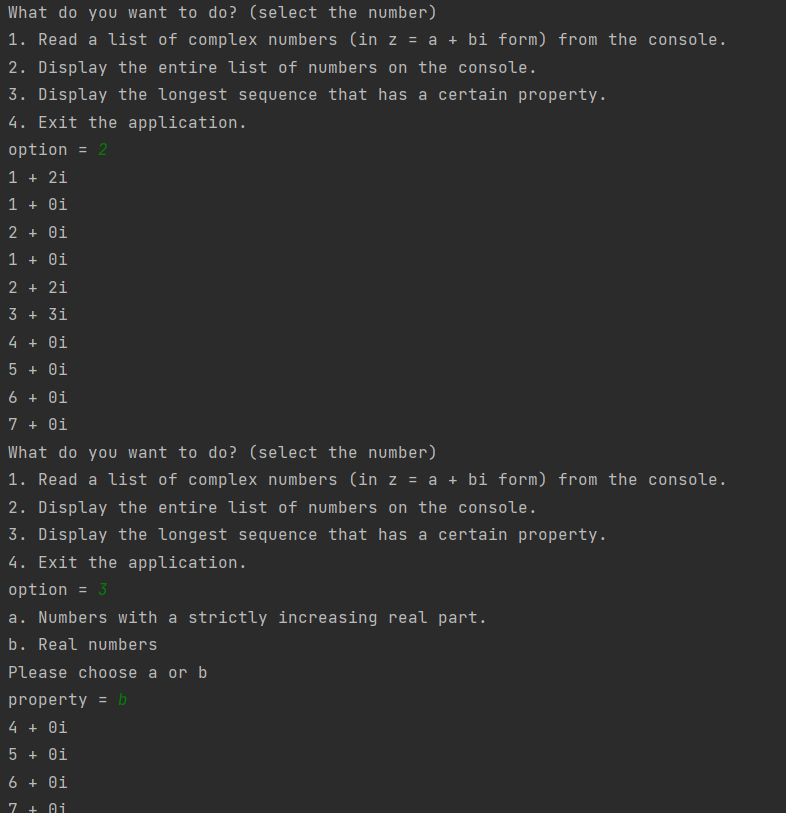 What do you want to do? (select the number)
1. Read a list of complex numbers (in z = a + bi form) from the console.
2. Display the entire list of numbers on the console.
3. Display the longest sequence that has a certain property.
4. Exit the application.
option = 2
1 + 2i
1 + 0i
2 + 0i
1 + 0i
2 + 2i
3 + 3i
4 + 0i
5 + 0i
6 + 0i
7 + 0i
What do you want to do? (select the number)
1. Read a list of complex numbers (in z = a + bi form) from the console.
2. Display the entire list of numbers on the console.
3. Display the longest sequence that has a certain property.
4. Exit the application.
option = 3
a. Numbers with a strictly increasing real part.
b. Real numbers
Please choose a or b
property = b
4 + 0i
5 + 0i
6 + 0i
7 + 0i